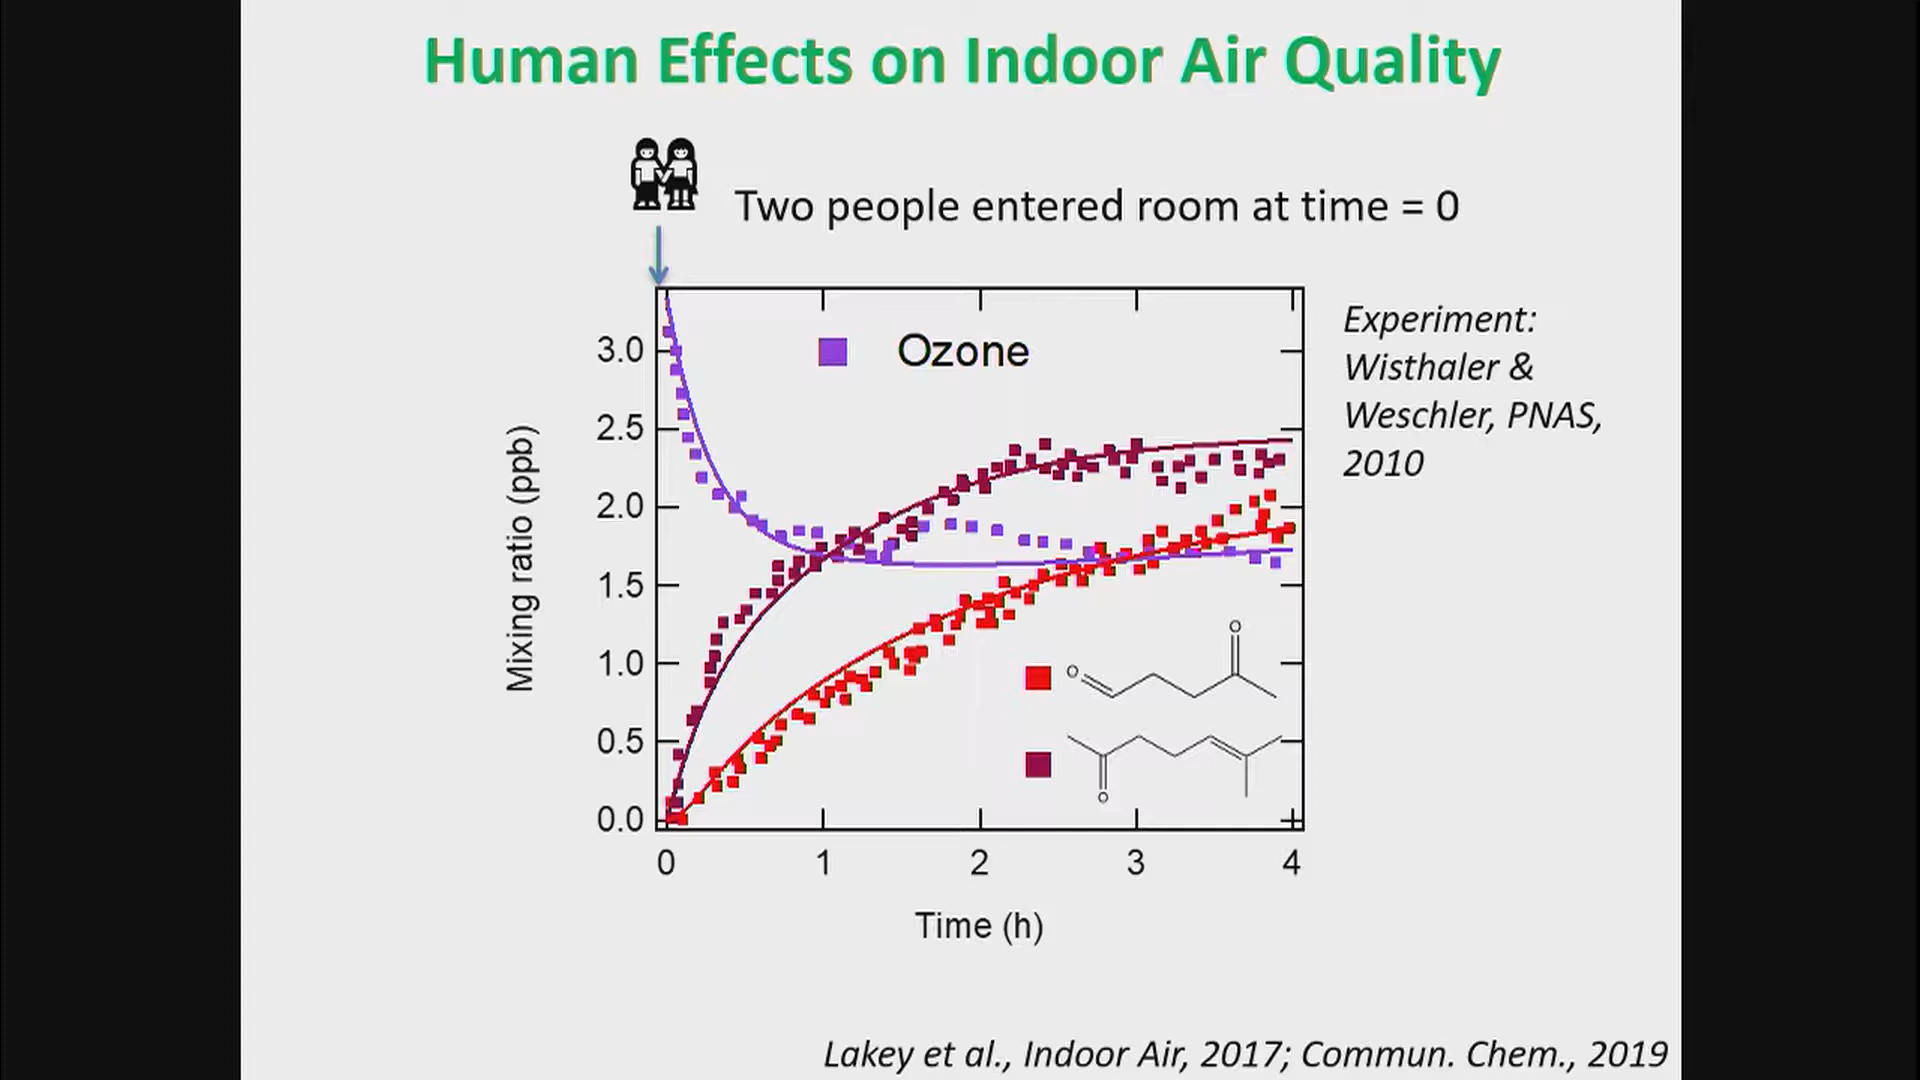 Human Effects on Indoor Air Quality
Two people entered room at time = 0
Experiment:
Wisthaler &
Weschler, PNAS,
2010
Ozone
3.0
2.5
2.0
1.5
1.0
0.5
0.0
Mixing ratio (ppb)
O
O
O
0 1 2 3 4
Time (h)
Lakey et al., Indoor Air, 2017; Commun. Chem., 2019